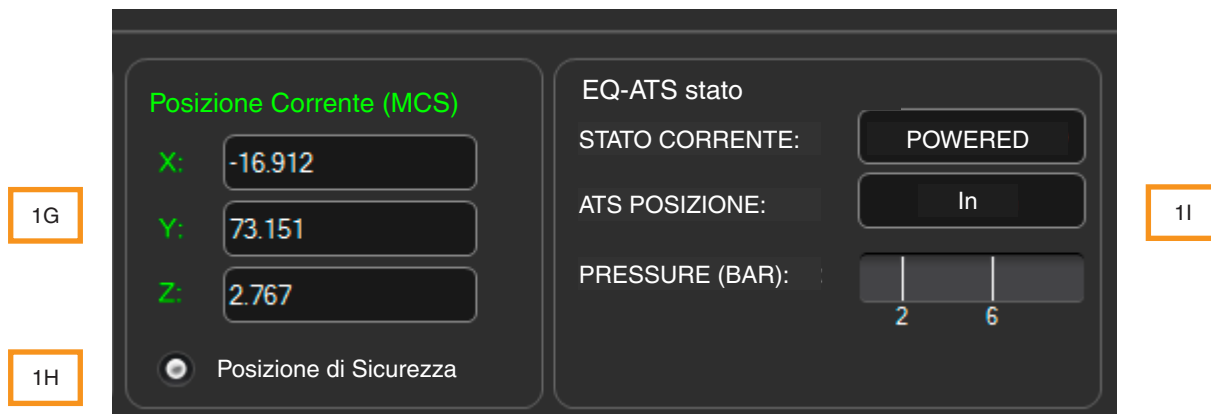 Posizione Corrente (MCS)
X: -16.912
Y: 73.151
Z: 2.767
Posizione di Sicurezza
EQ-ATS stato
STATO CORRENTE: POWERED
ATS POSIZIONE: In
PRESSURE (BAR):
2 6
1G
1H
1I